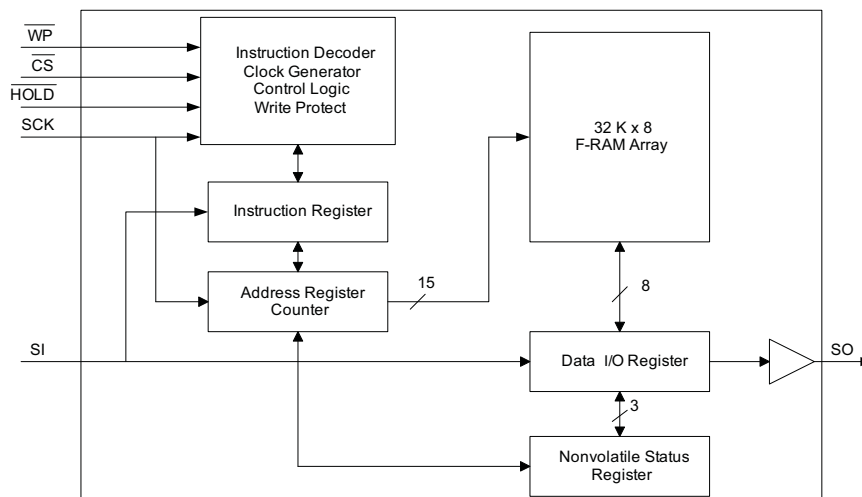 WP
CS
HOLD
SCK
Instruction Decoder
Clock Generator
Control Logic
Write Protect
32 K x 8
F-RAM Array
Instruction Register
Address Register
Counter
15
8
SI
Data I/O Register
SO
3
Nonvolatile Status
Register